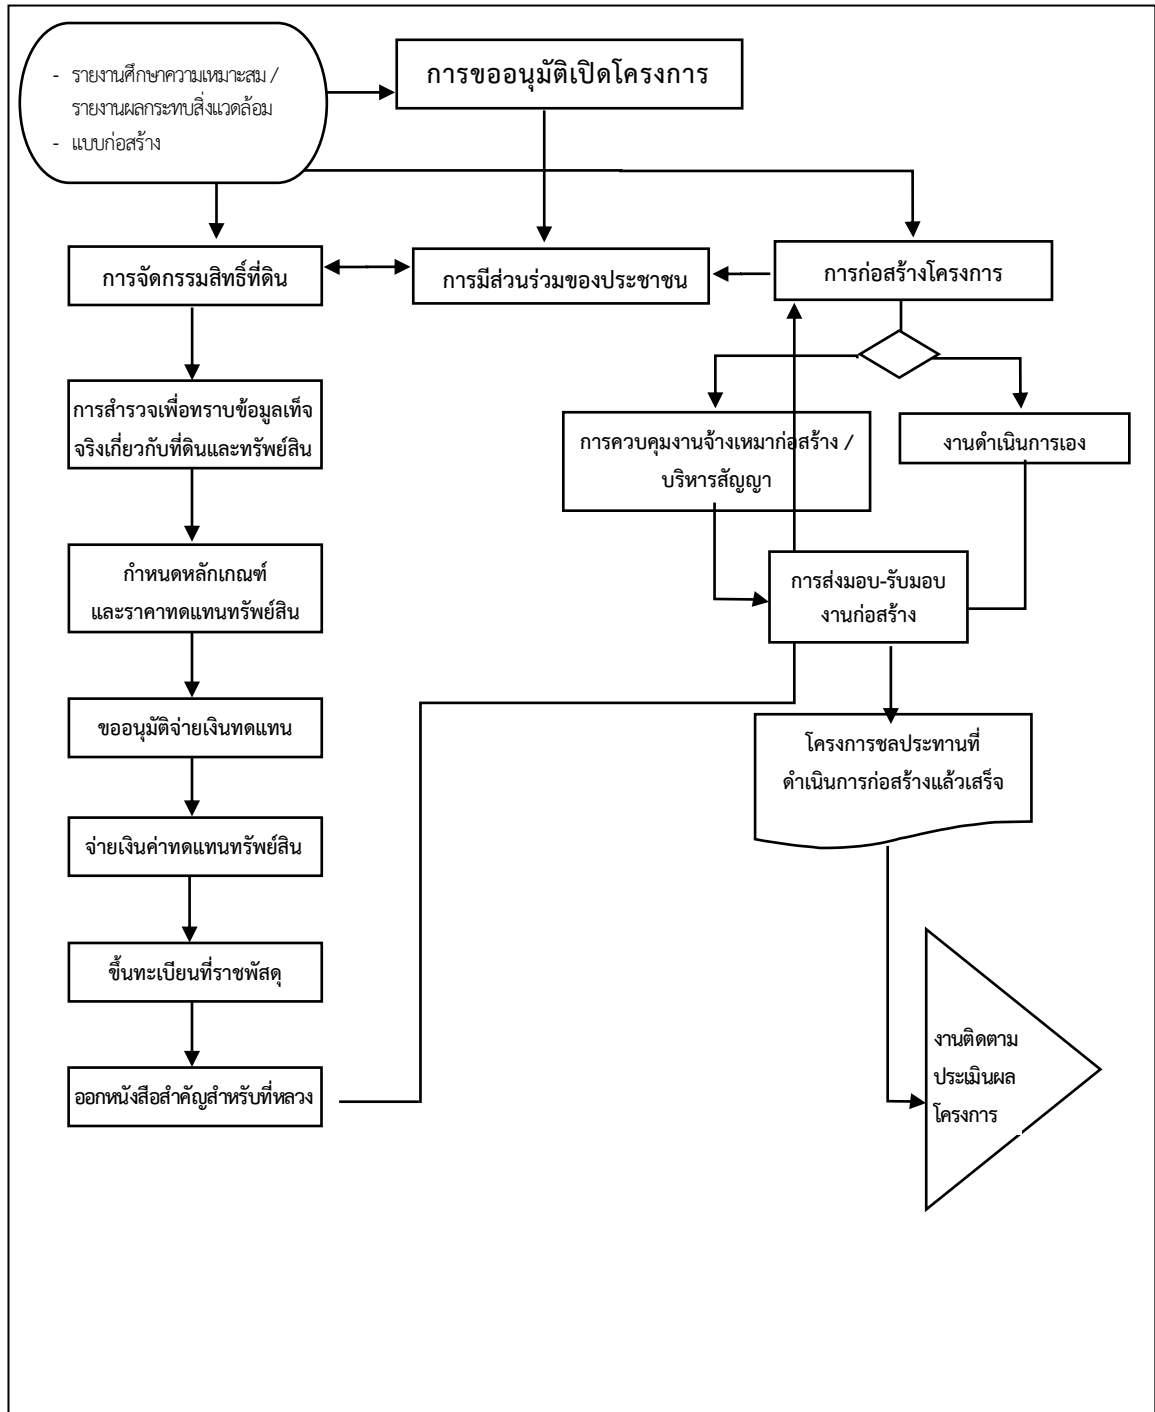 - รายงานศึกษาความเหมาะสม /
รายงานผลกระทบสิ่งแวดล้อม
- แบบก่อสร้าง
การขออนุมัติเปิดโครงการ
การจัดกรรมสิทธิ์ที่ดิน
การมีส่วนร่วมของประชาชน
การก่อสร้างโครงการ
การสำรวจเพื่อทราบข้อมูลเท็จ
จริงเกี่ยวกับที่ดินและทรัพย์สิน
การควบคุมงานจ้างเหมาก่อสร้าง /
บริหารสัญญา
งานดำเนินการเอง
กำหนดหลักเกณฑ์
และราคาทดแทนทรัพย์สิน
การส่งมอบ-รับมอบ
งานก่อสร้าง
ขออนุมัติจ่ายเงินทดแทน
โครงการชลประทานที่
ดำเนินการก่อสร้างแล้วเสร็จ
จ่ายเงินค่าทดแทนทรัพย์สิน
ขึ้นทะเบียนที่ราชพัสดุ
ออกหนังสือสำคัญสำหรับที่หลวง
งานติดตาม
ประเมินผล
โครงการ